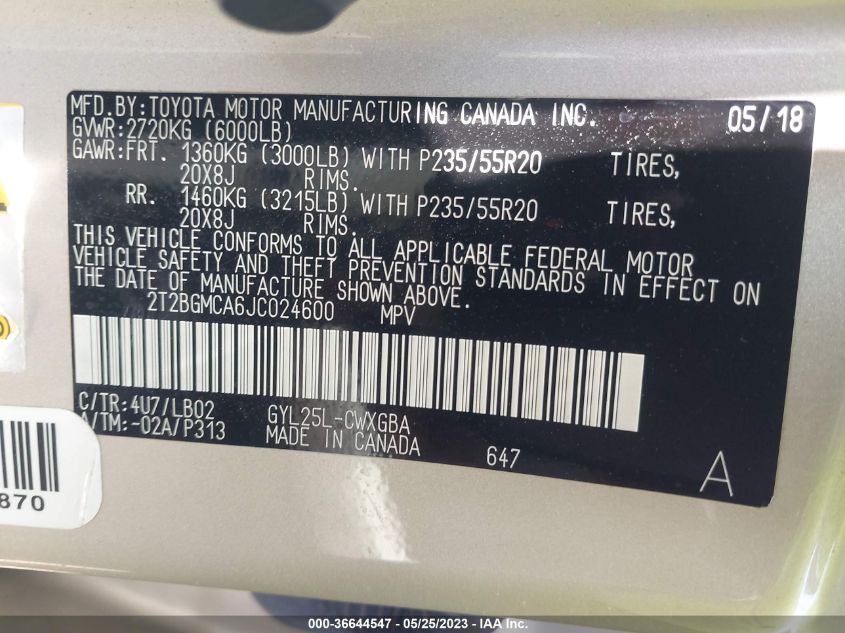 MFD. BY: TOYOTA MOTOR MANUFACTURING CANADA INC. 05/18
GVWR: 2720KG (6000LB)
GAWR: FRT. 1360KG (3000LB) WITH P235/55R20 TIRES,
20X8J RIMS.
RR. 1460KG (3215LB) WITH P235/55R20 TIRES,
20X8J RIMS.
THIS VEHICLE CONFORMS TO ALL APPLICABLE FEDERAL MOTOR
VEHICLE SAFETY AND THEFT PREVENTION STANDARDS IN EFFECT ON
THE DATE OF MANUFACTURE SHOWN ABOVE.
2T2BGMCA6JC024600 MPV
C/TR: 4U7/LB02 GYL25L-CWXGBA
A/TM: -02A/P313 MADE IN CANADA 647 A
870
000-36644547 / 05/25/2023 - IAA Inc.